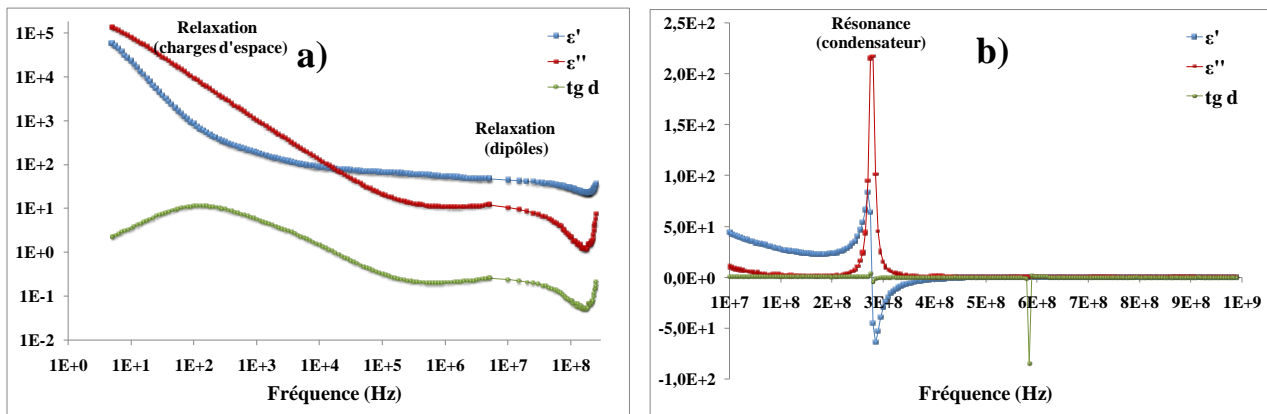 Relaxation
(charges d'espace)
a)
ε'
ε''
tg d
Relaxation
(dipôles)
1E+5
1E+4
1E+3
1E+2
1E+1
1E+0
1E-1
1E-2
1E+0 1E+1 1E+2 1E+3 1E+4 1E+5 1E+6 1E+7 1E+8
Fréquence (Hz)
Résonance
(condensateur)
b)
ε'
ε''
tg d
2,5E+2
2,0E+2
1,5E+2
1,0E+2
5,0E+1
0,0E+0
-5,0E+1
-1,0E+2
1E+7 1E+8 2E+8 3E+8 4E+8 5E+8 6E+8 7E+8 8E+8 9E+8 1E+9
Fréquence (Hz)